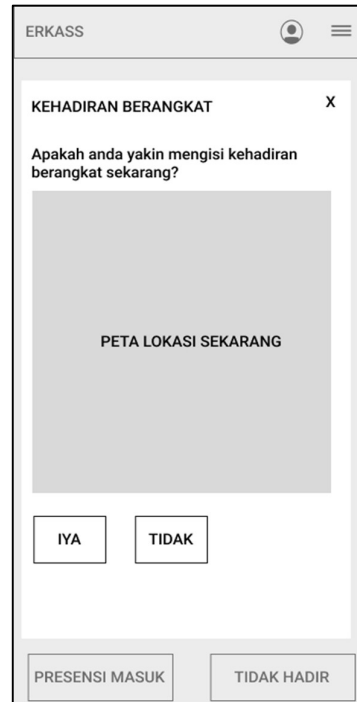 ERKASS
KEHADIRAN BERANGKAT
X
Apakah anda yakin mengisi kehadiran
berangkat sekarang?
PETA LOKASI SEKARANG
IYA
TIDAK
PRESENSI MASUK
TIDAK HADIR